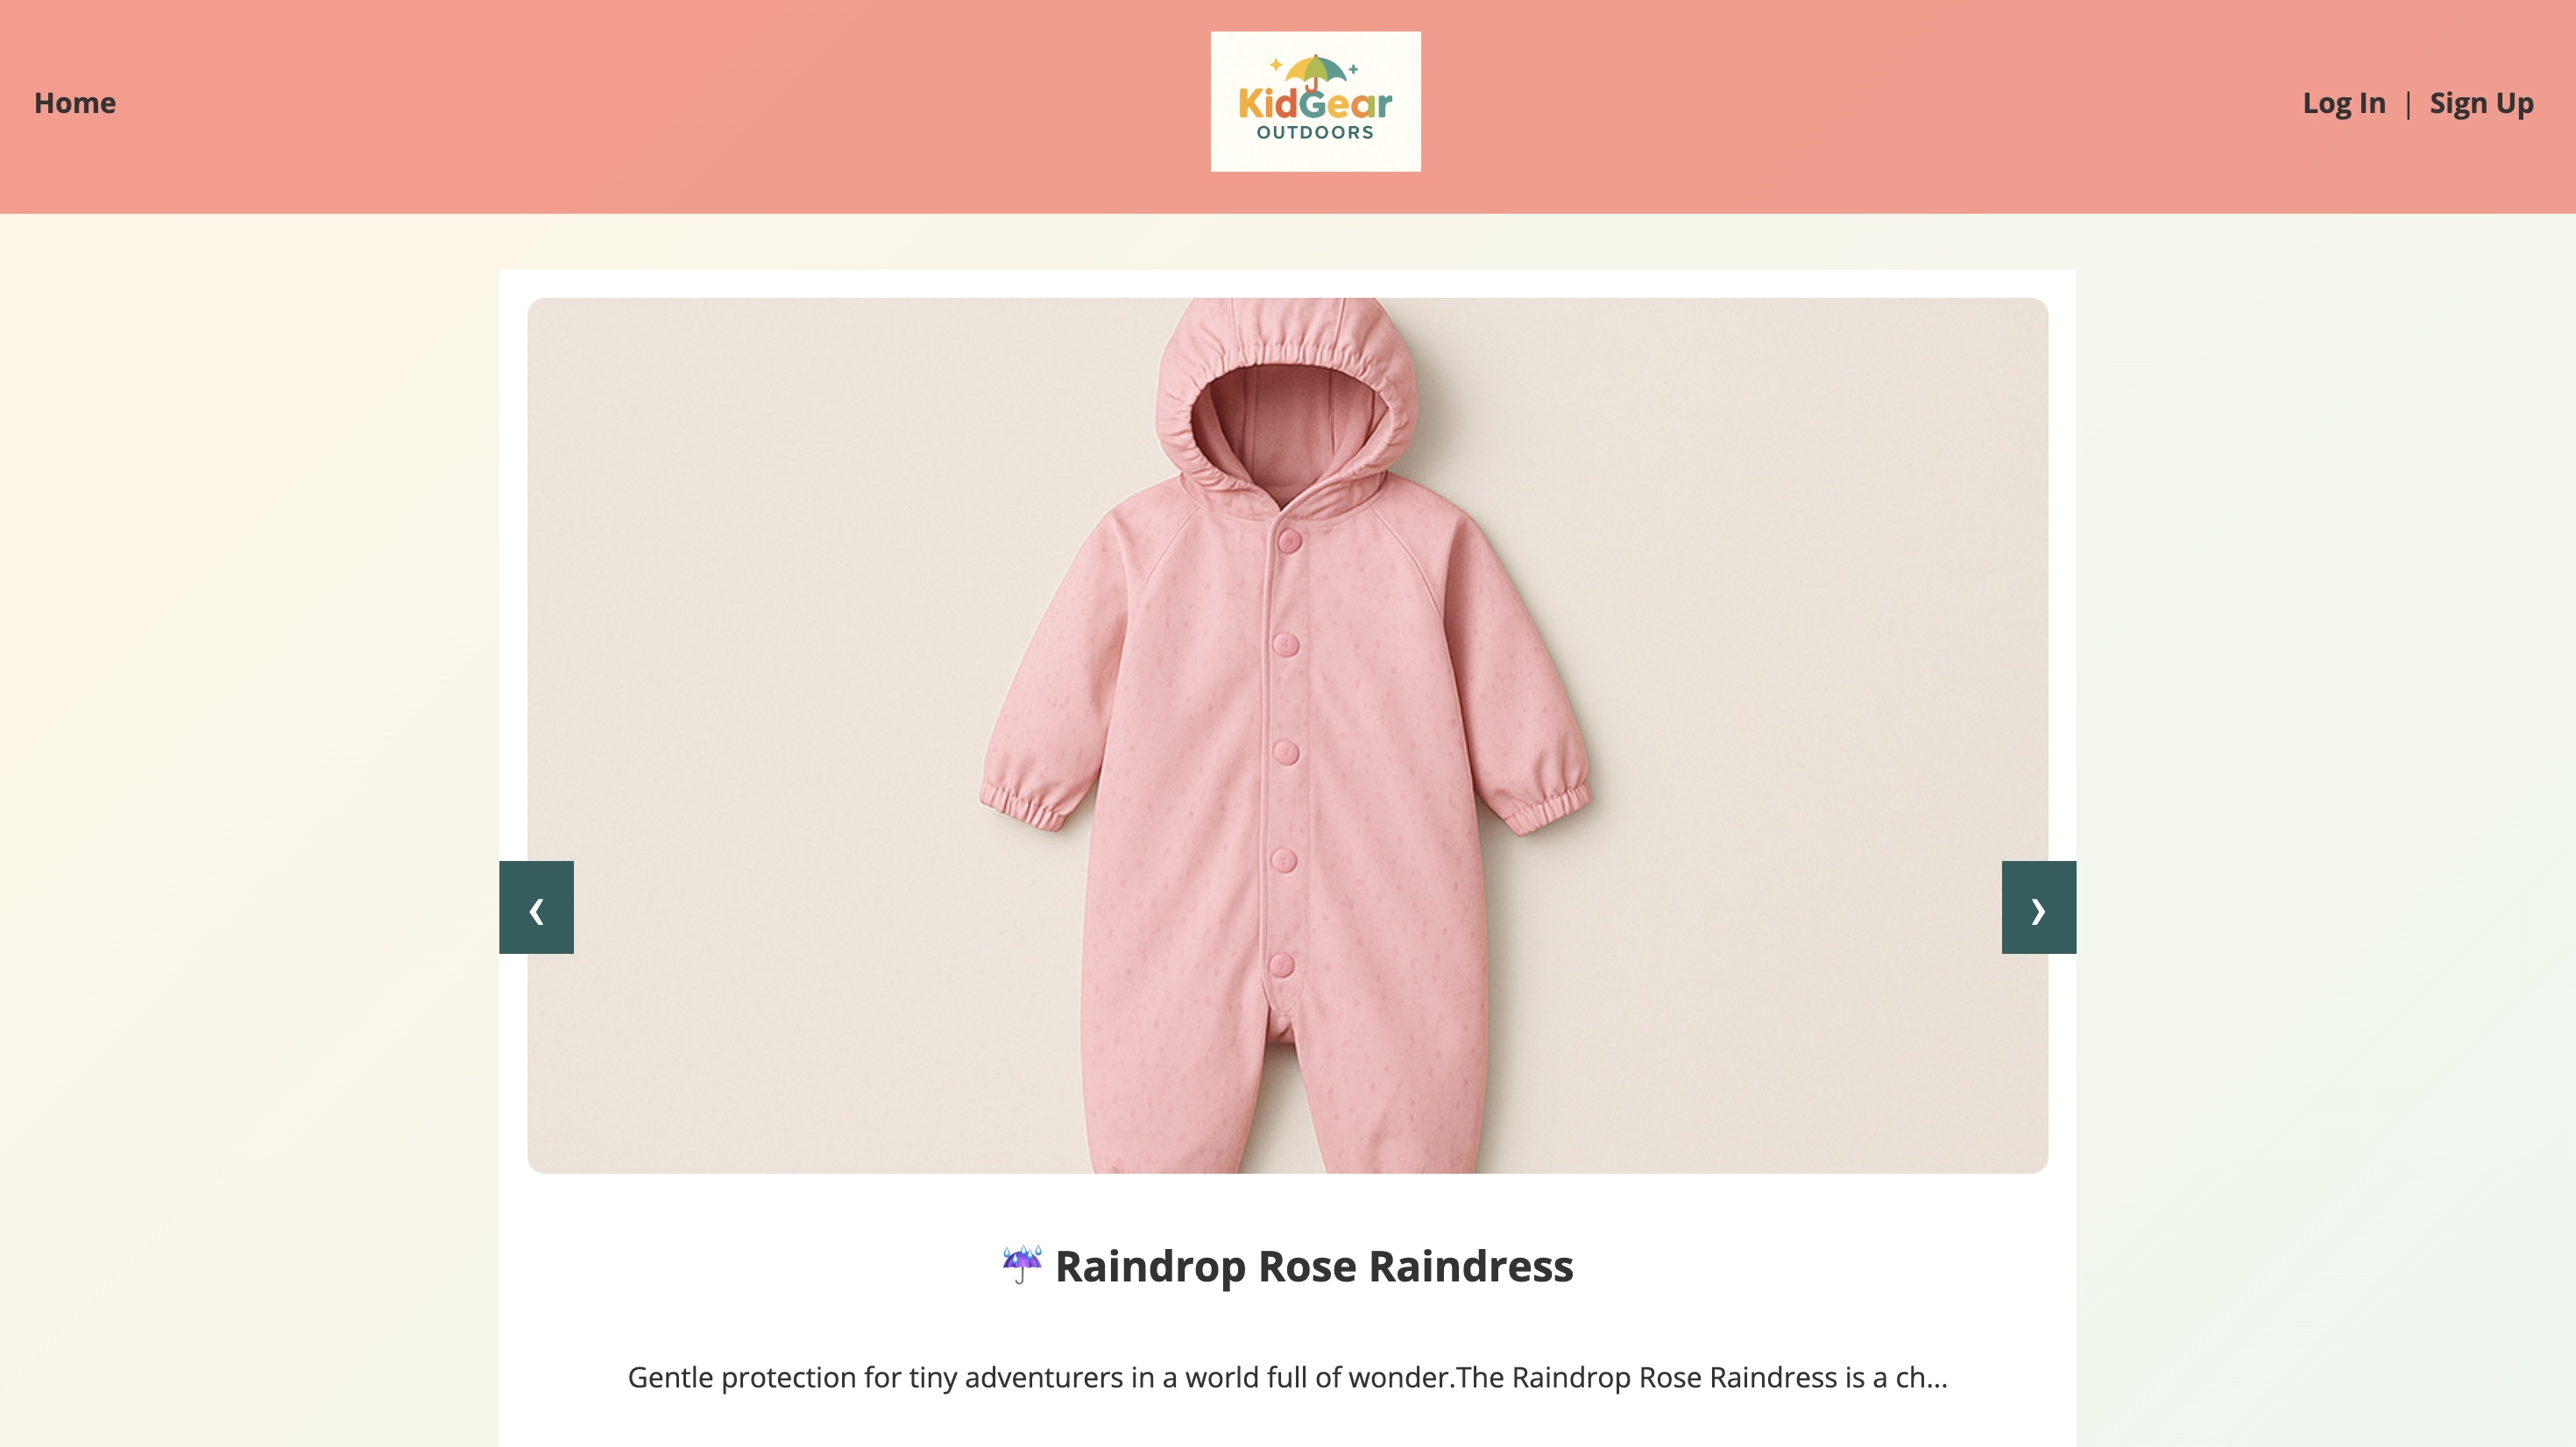 Home
KidGear
OUTDOORS
Log In | Sign Up
❮
❯
☔ Raindrop Rose Raindress
Gentle protection for tiny adventurers in a world full of wonder.The Raindrop Rose Raindress is a ch...